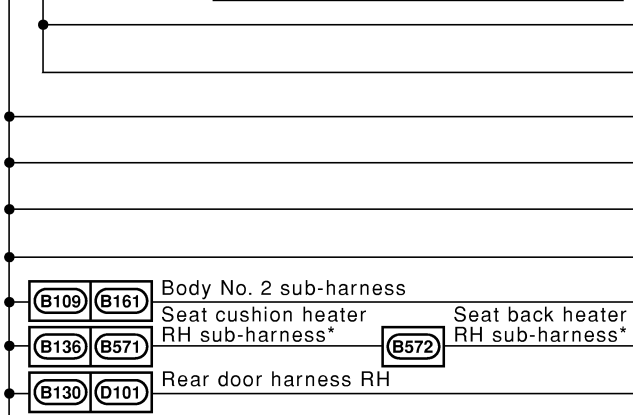 B109 B161 Body No. 2 sub-harness
Seat cushion heater
RH sub-harness*
Seat back heater
RH sub-harness*
B136 B571
B572
B130 D101 Rear door harness RH